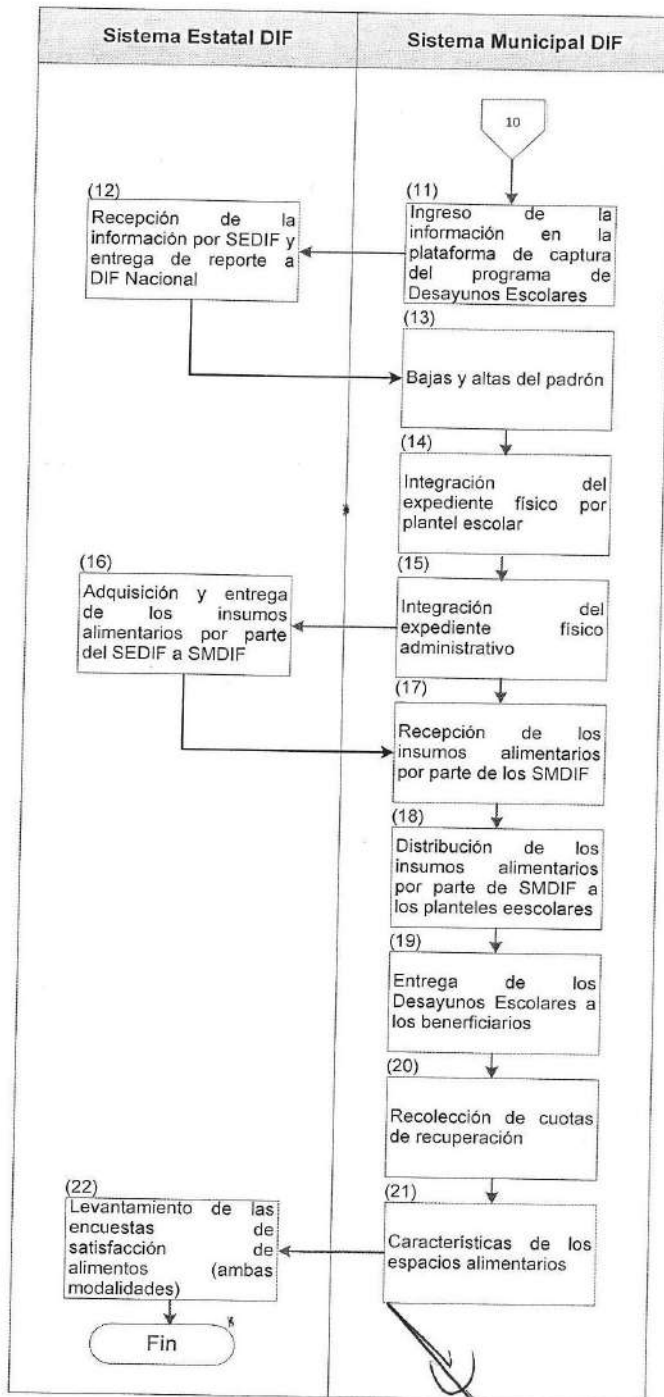 Sistema Estatal DIF
Sistema Municipal DIF
10
(11)
Ingreso de la
información en la
plataforma de captura
del programa de
Desayunos Escolares
(12)
Recepción de la
información por SEDIF y
entrega de reporte a
DIF Nacional
(13)
Bajas y altas del padrón
(14)
Integración del
expediente físico por
plantel escolar
(15)
Integración del
expediente físico
administrativo
(16)
Adquisición y entrega
de los insumos
alimentarios por parte
del SEDIF a SMDIF
(17)
Recepción de los
insumos alimentarios
por parte de los SMDIF
(18)
Distribución de los
insumos alimentarios
por parte de SMDIF a
los planteles eescolares
(19)
Entrega de los
Desayunos Escolares a
los benerficiarios
(20)
Recolección de cuotas
de recuperación
(21)
Características de los
espacios alimentarios
(22)
Levantamiento de las
encuestas de
satisfacción de
alimentos (ambas
modalidades)
Fin